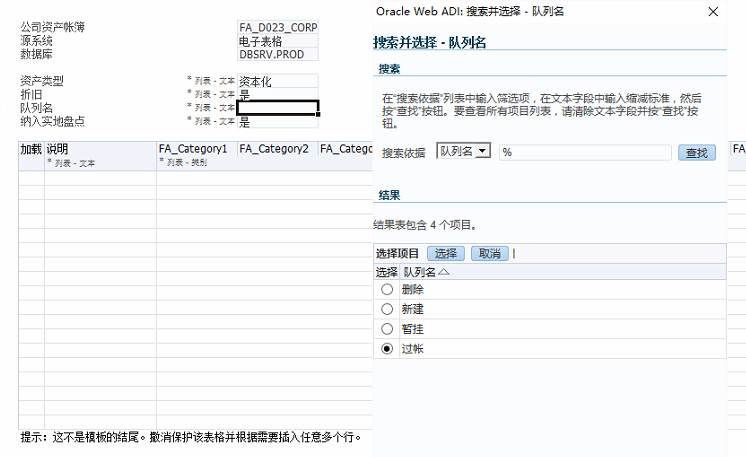 公司资产帐簿 FA_D023_CORP
源系统 电子表格
数据库 DBSRV.PROD
资产类型 * 列表 - 文本 资本化
折旧 * 列表 - 文本 是
队列名 * 列表 - 文本
纳入实地盘点 * 列表 - 文本 是
加载 说明 FA_Category1 FA_Category2 FA_Catego FA_
* 列表 - 文本 * 列表 - 类别
提示：这不是模板的结尾。撤消保护该表格并根据需要插入任意多个行。
Oracle Web ADI: 搜索并选择 - 队列名
搜索并选择 - 队列名
搜索
在"搜索依据"列表中输入筛选项，在文本字段中输入缩减标准，然后
按"查找"按钮。要查看所有项目列表，请清除文本字段并按"查找"按
钮。
搜索依据 队列名 % 查找
结果
结果表包含 4 个项目。
选择项目 选择 取消
选择 队列名
删除
新建
暂挂
过帐